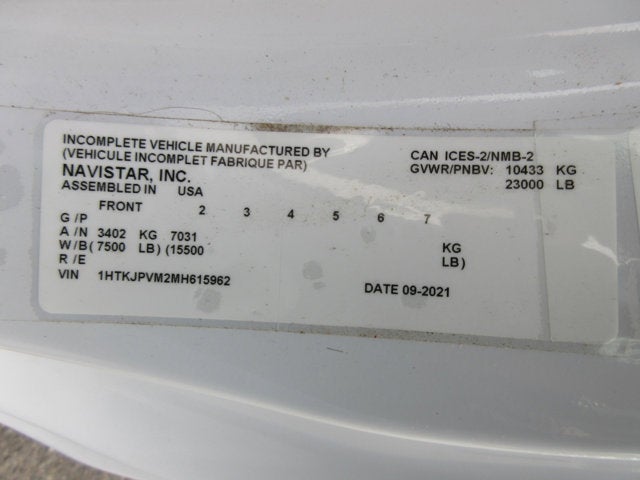 INCOMPLETE VEHICLE MANUFACTURED BY
(VEHICULE INCOMPLET FABRIQUE PAR)
NAVISTAR, INC.
ASSEMBLED IN USA
CAN ICES-2/NMB-2
GVWR/PNBV: 10433 KG
23000 LB
FRONT 2 3 4 5 6 7
G/P
A/N 3402 KG 7031 KG
W/B( 7500 LB) (15500 LB)
R/E
VIN 1HTKJPVM2MH615962
DATE 09-2021